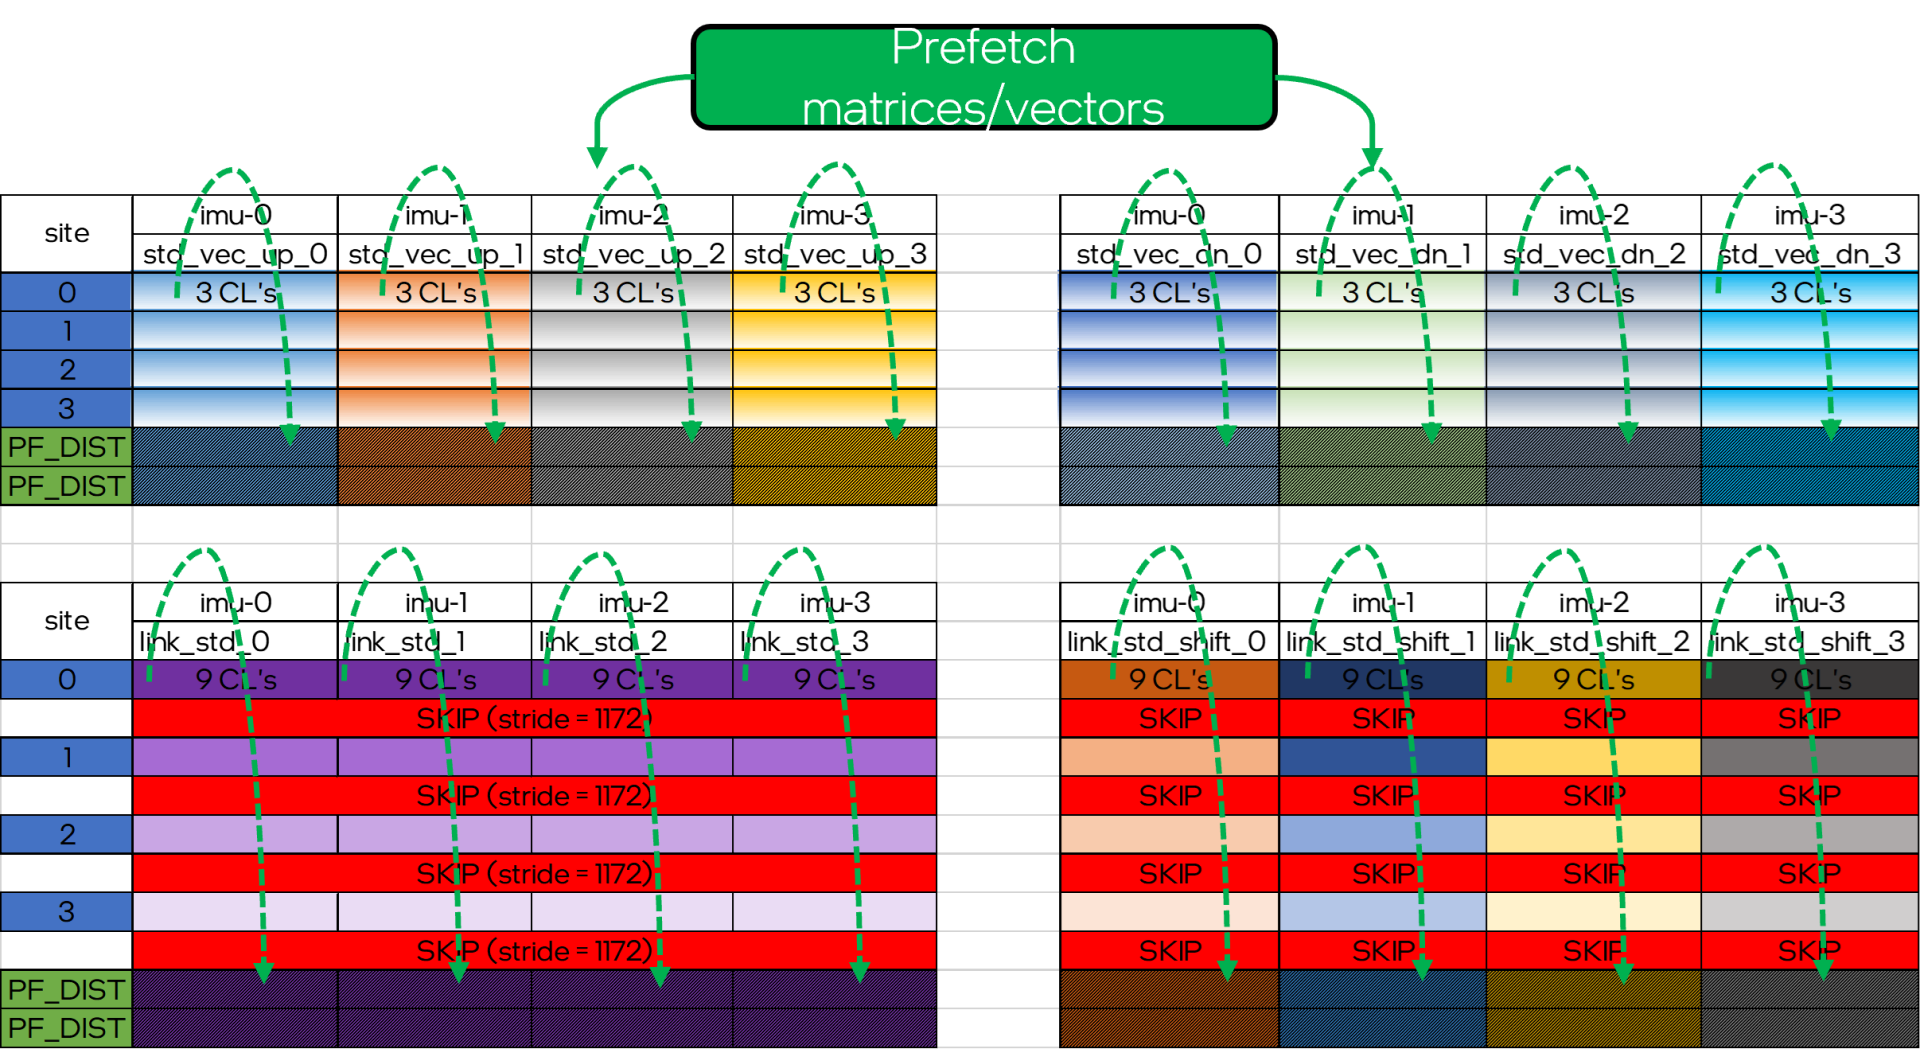 Prefetch
matrices/vectors
site
imu-0 imu-1 imu-2 imu-3 imu-0 imu-1 imu-2 imu-3
std_vec_up_0 std_vec_up_1 std_vec_up_2 std_vec_up_3 std_vec_dn_0 std_vec_dn_1 std_vec_dn_2 std_vec_dn_3
0 3 CL's 3 CL's 3 CL's 3 CL's 3 CL's 3 CL's 3 CL's 3 CL's
1
2
3
PF_DIST
PF_DIST
site
imu-0 imu-1 imu-2 imu-3 imu-0 imu-1 imu-2 imu-3
link_std_0 link_std_1 link_std_2 link_std_3 link_std_shift_0 link_std_shift_1 link_std_shift_2 link_std_shift_3
0 9 CL's 9 CL's 9 CL's 9 CL's 9 CL's 9 CL's 9 CL's 9 CL's
SKIP (stride = 1172) SKIP SKIP SKIP SKIP
1
SKIP (stride = 1172) SKIP SKIP SKIP SKIP
2
SKIP (stride = 1172) SKIP SKIP SKIP SKIP
3
SKIP (stride = 1172) SKIP SKIP SKIP SKIP
PF_DIST
PF_DIST